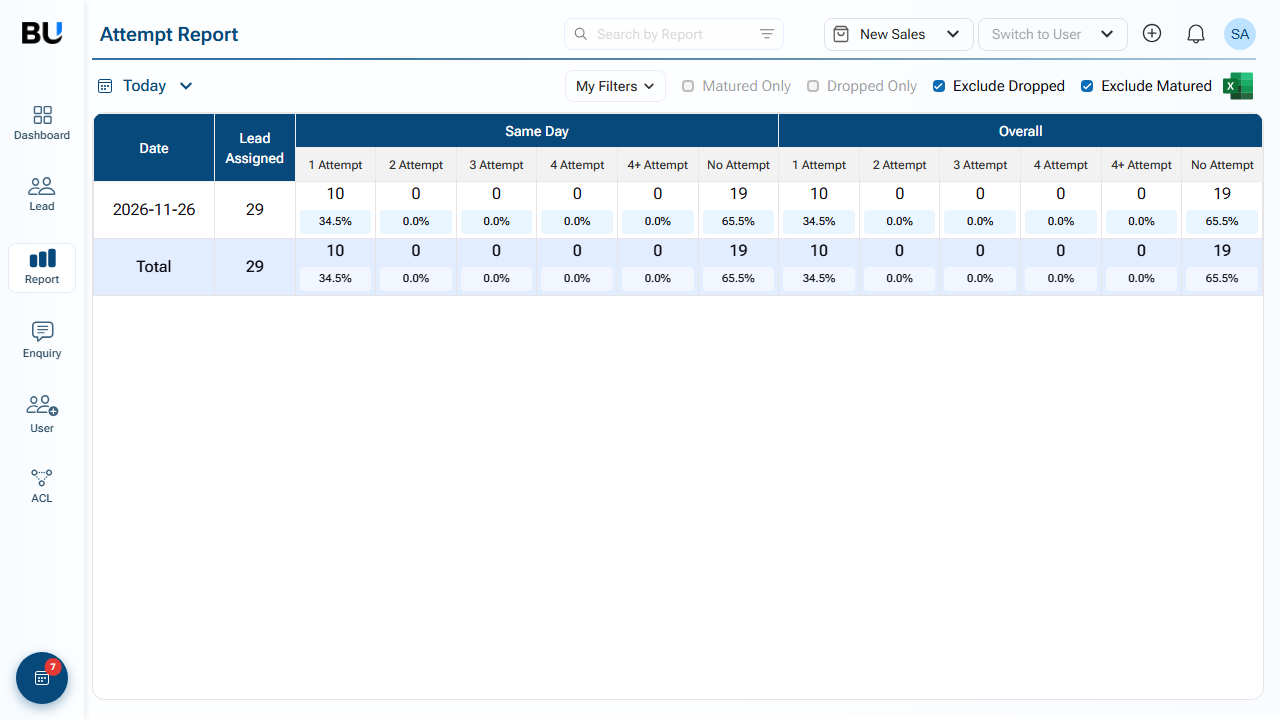 BU
Attempt Report
Search by Report
New Sales
Switch to User
SA
Today
My Filters
Matured Only
Dropped Only
Exclude Dropped
Exclude Matured
X
Dashboard
Lead
Report
Enquiry
User
ACL
7
Date
Lead
Assigned
Same Day
Overall
1 Attempt 2 Attempt 3 Attempt 4 Attempt 4+ Attempt No Attempt 1 Attempt 2 Attempt 3 Attempt 4 Attempt 4+ Attempt No Attempt
2026-11-26 29
10 0 0 0 0 19 10 0 0 0 0 19
34.5% 0.0% 0.0% 0.0% 0.0% 65.5% 34.5% 0.0% 0.0% 0.0% 0.0% 65.5%
Total 29
10 0 0 0 0 19 10 0 0 0 0 19
34.5% 0.0% 0.0% 0.0% 0.0% 65.5% 34.5% 0.0% 0.0% 0.0% 0.0% 65.5%